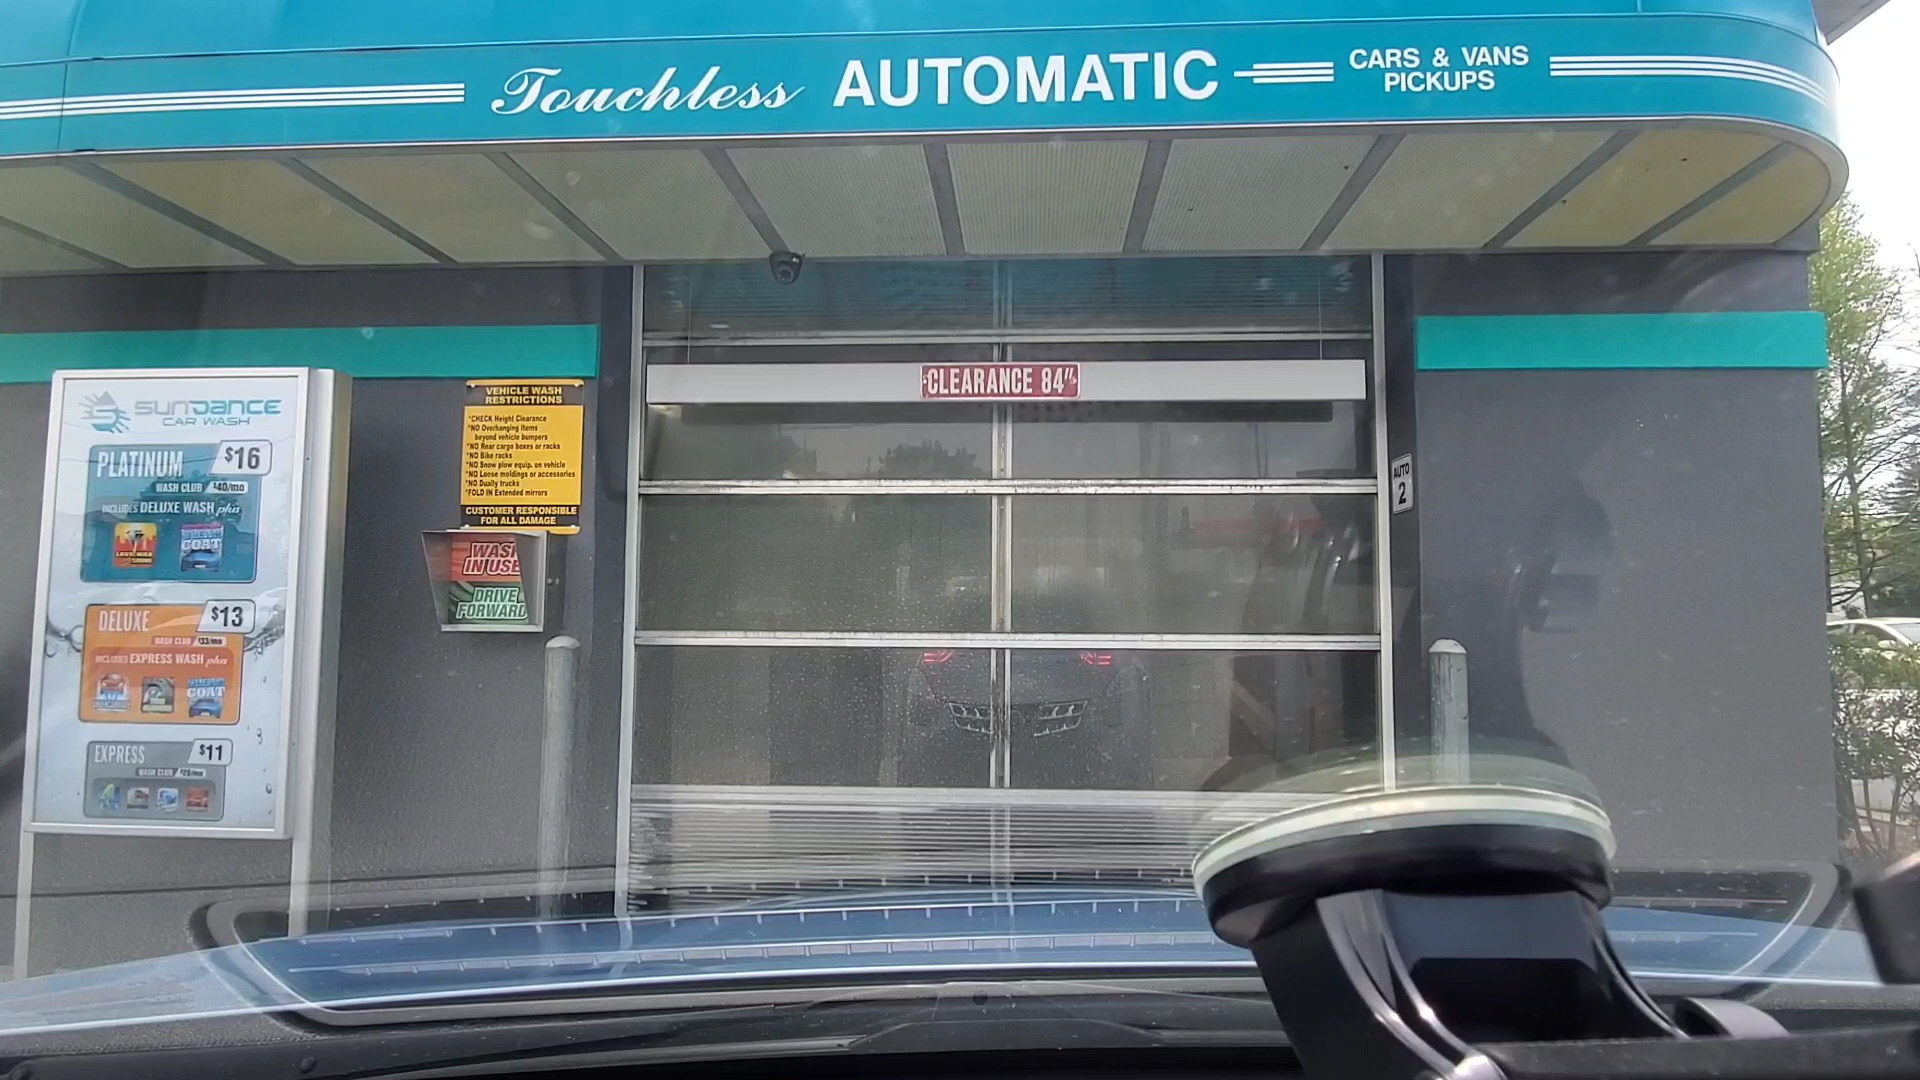 Touchless AUTOMATIC
CARS & VANS
PICKUPS
CLEARANCE 84"
SUNDANCE
CAR WASH
PLATINUM
$16
WASH CLUB $40/mo
INCLUDES DELUXE WASH plus
COAT
DELUXE
$13
WASH CLUB $33/mo
INCLUDES EXPRESS WASH plus
COAT
EXPRESS
$11
WASH CLUB
VEHICLE WASH
RESTRICTIONS
*CHECK Height Clearance
*NO Overhanging items
beyond vehicle bumpers
*NO Rear cargo boxes or racks
*NO Bike racks
*NO Snow plow equip. on vehicle
*NO Loose moldings or accessories
*NO Dually trucks
*FOLD IN Extended mirrors
CUSTOMER RESPONSIBLE
FOR ALL DAMAGE
WASH
IN USE
DRIVE
FORWARD
AUTO
2